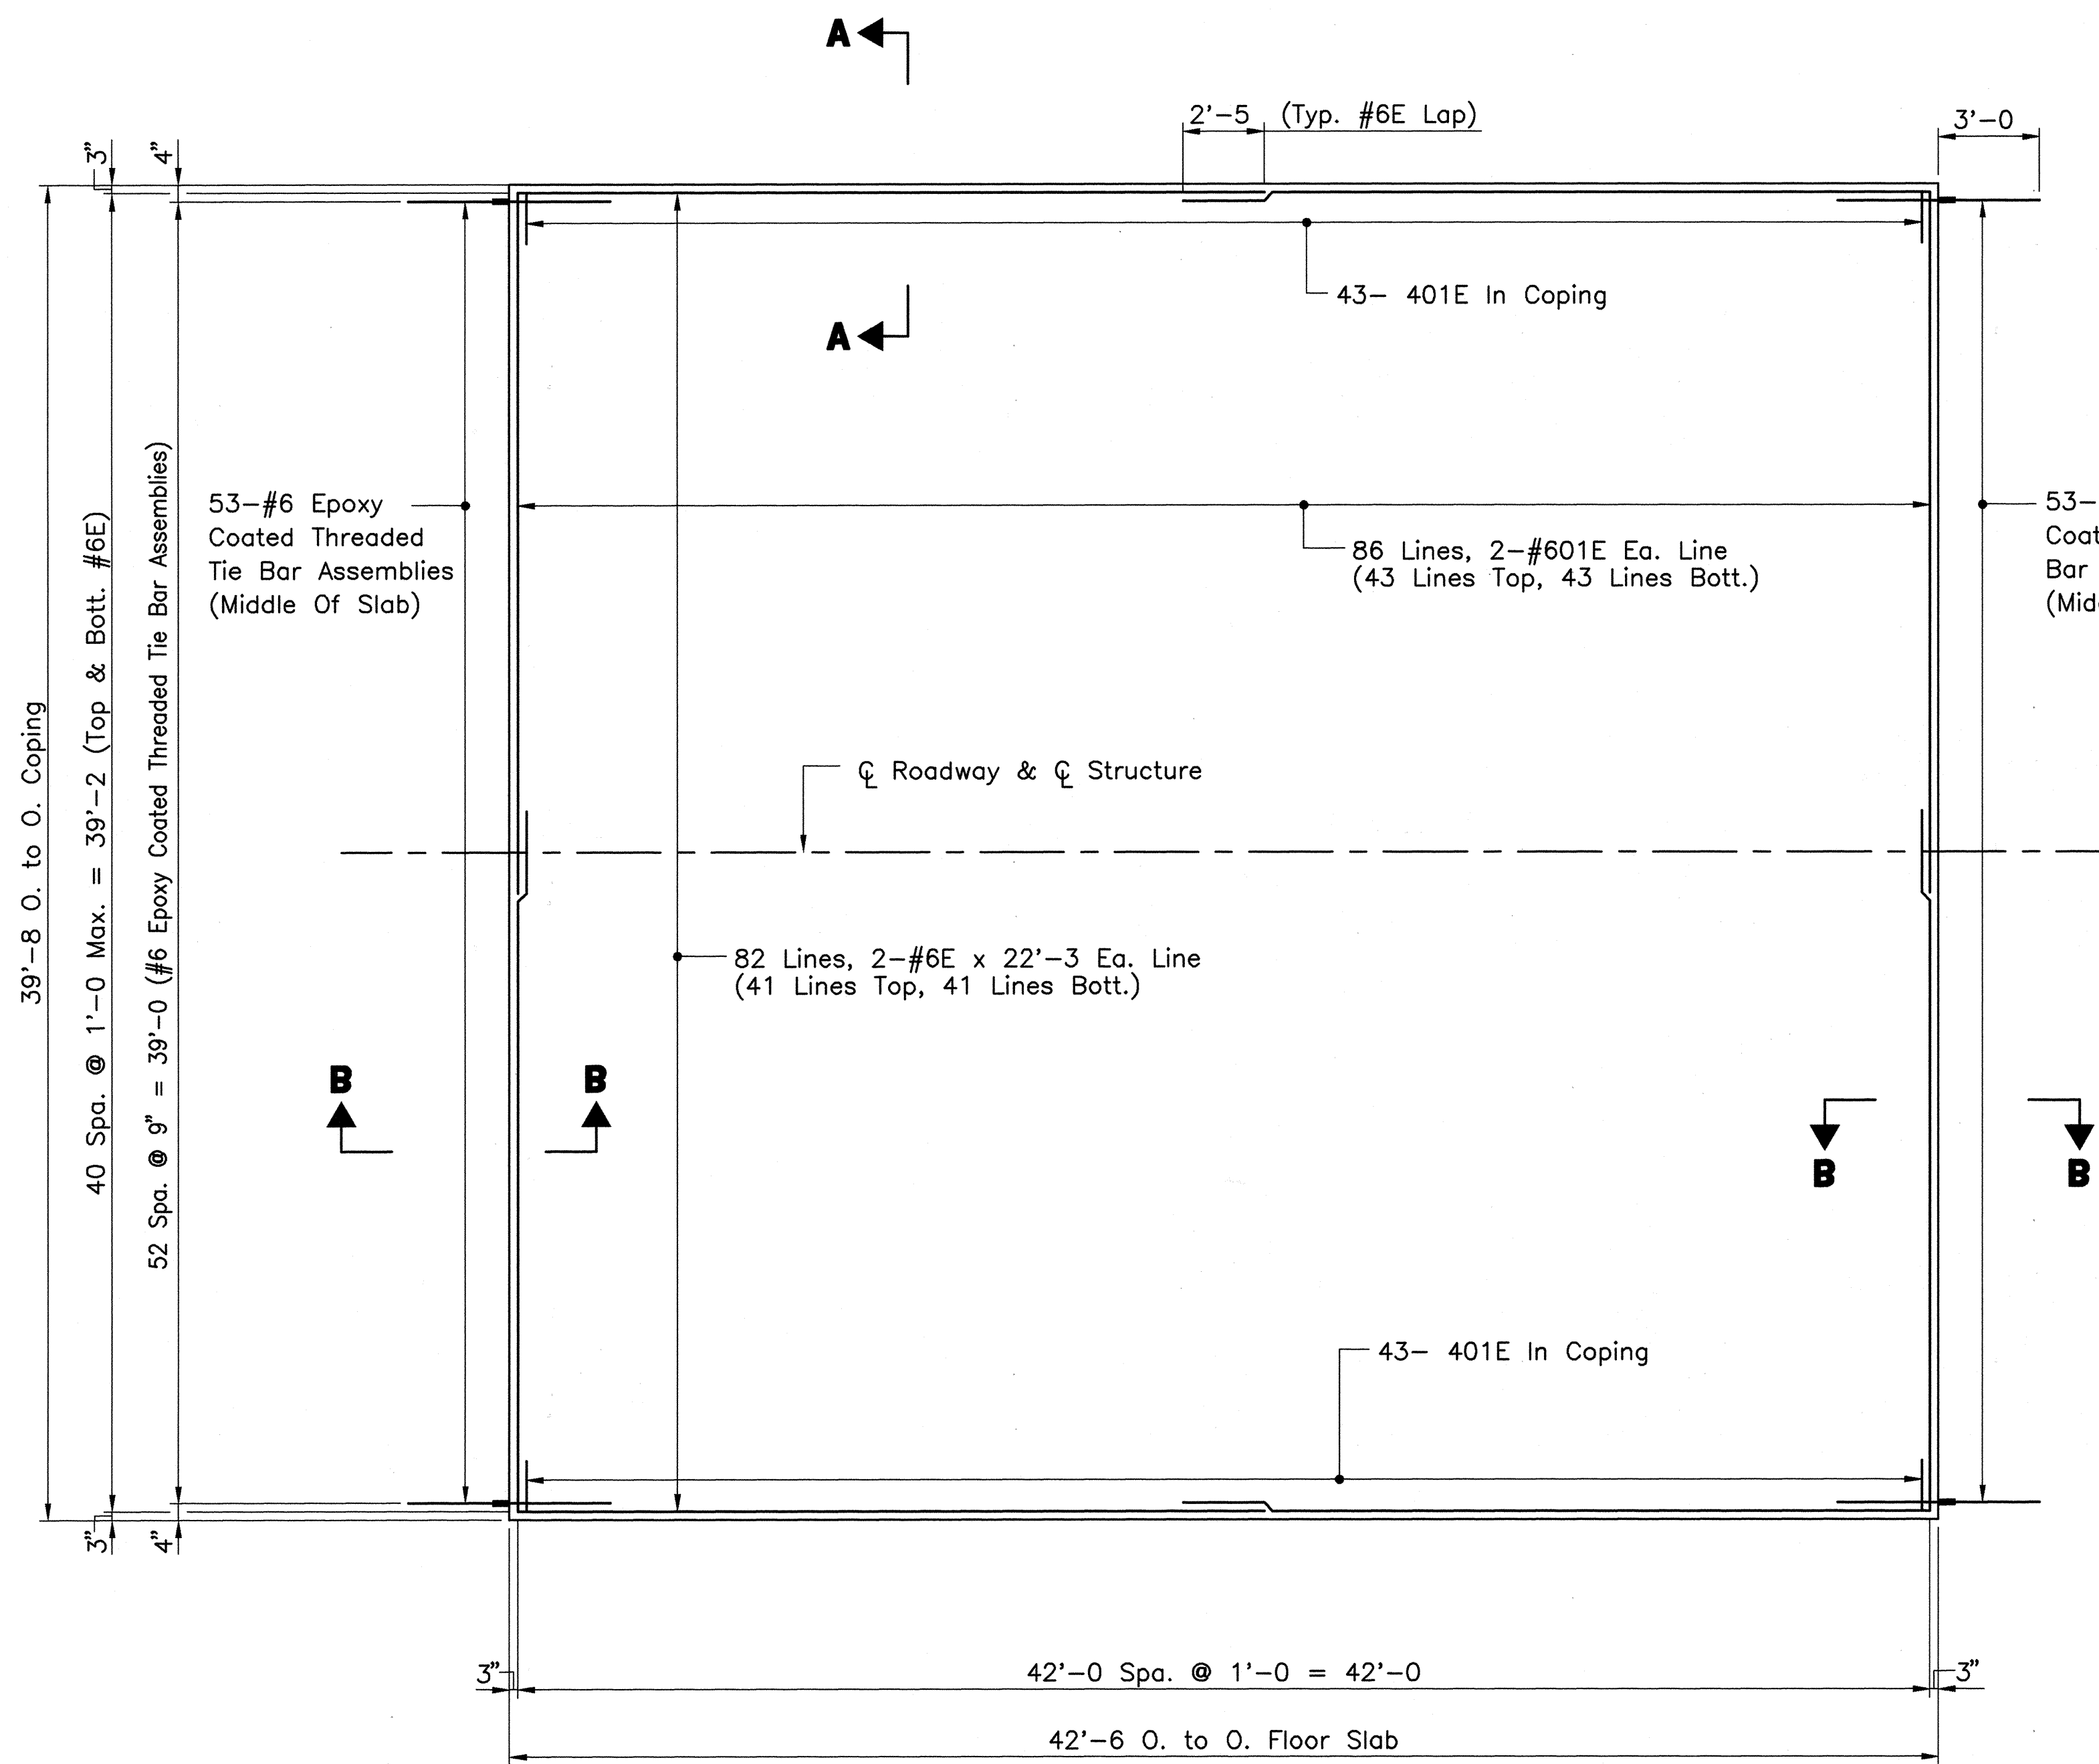 A
2'-5 (Typ. #6E Lap)
3'-0
3"
4"
43- 401E In Coping
A
53-#6 Epoxy
Coated Threaded
Tie Bar Assemblies
(Middle Of Slab)
86 Lines, 2-#601E Ea. Line
(43 Lines Top, 43 Lines Bott.)
53-
Coat
Bar
(Mid
39'-8 O. to O. Coping
40 Spa. @ 1'-0 Max. = 39'-2 (Top & Bott. #6E)
52 Spa. @ 9" = 39'-0 (#6 Epoxy Coated Threaded Tie Bar Assemblies)
℄ Roadway & ℄ Structure
82 Lines, 2-#6E x 22'-3 Ea. Line
(41 Lines Top, 41 Lines Bott.)
B
B
B
B
43- 401E In Coping
3"
4"
3"
42'-0 Spa. @ 1'-0 = 42'-0
3"
42'-6 O. to O. Floor Slab